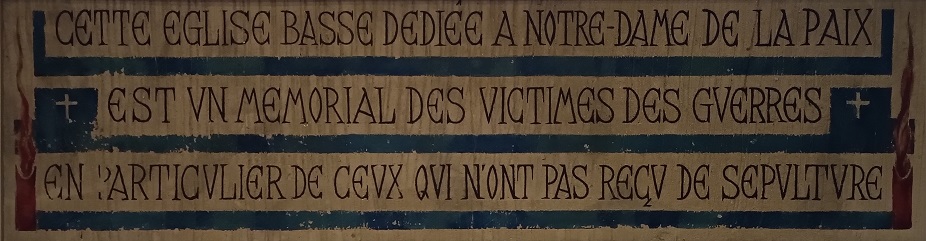 CETTE EGLISE BASSE DEDIÉE A NOTRE-DAME DE LA PAIX
EST VN MEMORIAL DES VICTIMES DES GVERRES
EN PARTICVLIER DE CEVX QVI N'ONT PAS REÇV DE SEPVLTVRE